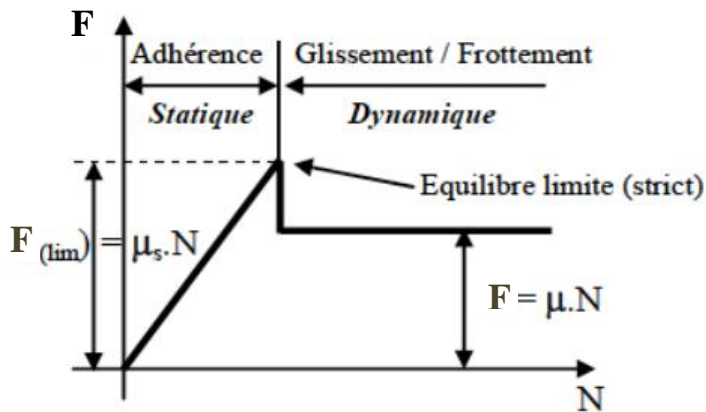 F
Adhérence
Glissement / Frottement
Statique
Dynamique
Equilibre limite (strict)
F (lim) = μs.N
F = μ.N
N